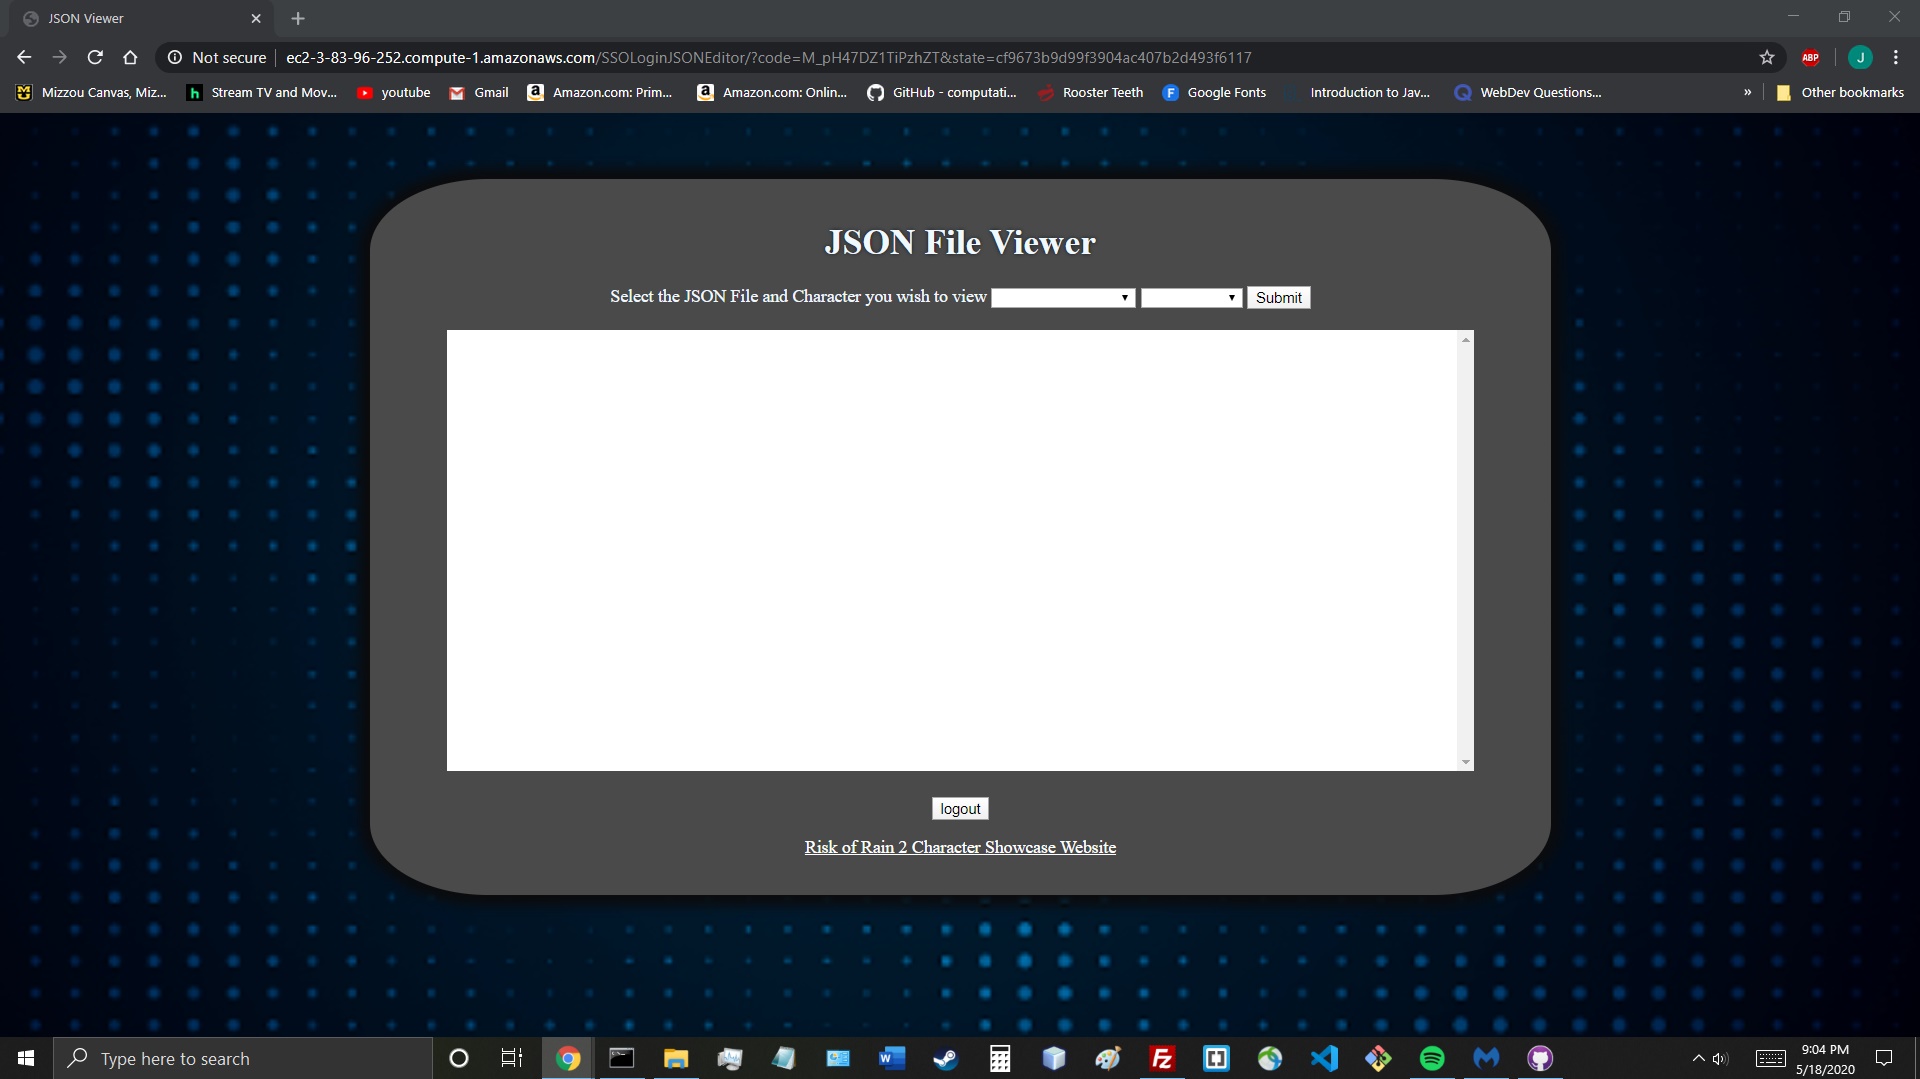 JSON Viewer
Not secure
ec2-3-83-96-252.compute-1.amazonaws.com/SSOLoginJSONEditor/?code=M_pH47DZ1TiPzhZT&state=cf9673b9d99f3904ac407b2d493f6117
ABP
J
Mizzou Canvas, Miz...
Stream TV and Mov...
youtube
Gmail
Amazon.com: Prim...
Amazon.com: Onlin...
GitHub - computati...
Rooster Teeth
Google Fonts
Introduction to Jav...
WebDev Questions...
»
Other bookmarks
JSON File Viewer
Select the JSON File and Character you wish to view
Submit
logout
Risk of Rain 2 Character Showcase Website
Type here to search
9:04 PM
5/18/2020